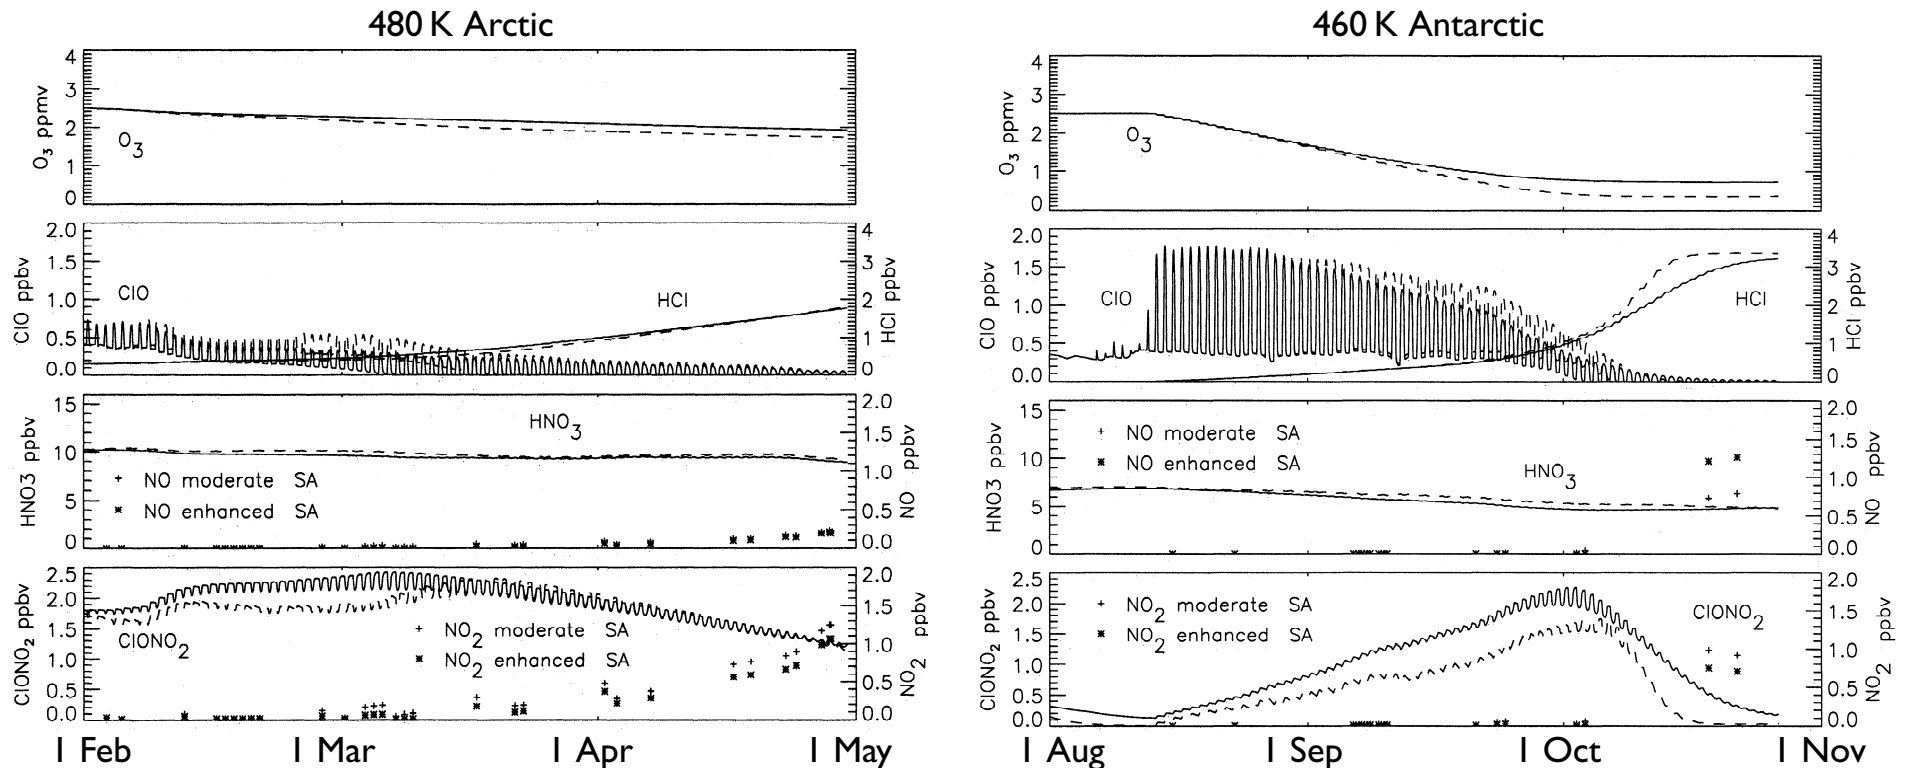 480 K Arctic
4
3
2
1
0
O3 ppmv
O3
2.0
1.5
1.0
0.5
0.0
ClO ppbv
ClO
HCl
4
3
2
1
0
HCl ppbv
15
10
5
0
HNO3 ppbv
HNO3
+ NO moderate SA
* NO enhanced SA
2.0
1.5
1.0
0.5
0.0
NO ppbv
2.5
2.0
1.5
1.0
0.5
0.0
ClONO2 ppbv
ClONO2
+ NO2 moderate SA
* NO2 enhanced SA
2.0
1.5
1.0
0.5
0.0
NO2 ppbv
1 Feb 1 Mar 1 Apr 1 May
460 K Antarctic
4
3
2
1
0
O3 ppmv
O3
2.0
1.5
1.0
0.5
0.0
ClO ppbv
ClO
HCl
4
3
2
1
0
HCl ppbv
15
10
5
0
HNO3 ppbv
+ NO moderate SA
* NO enhanced SA
HNO3
2.0
1.5
1.0
0.5
0.0
NO ppbv
2.5
2.0
1.5
1.0
0.5
0.0
ClONO2 ppbv
+ NO2 moderate SA
* NO2 enhanced SA
ClONO2
2.0
1.5
1.0
0.5
0.0
NO2 ppbv
1 Aug 1 Sep 1 Oct 1 Nov